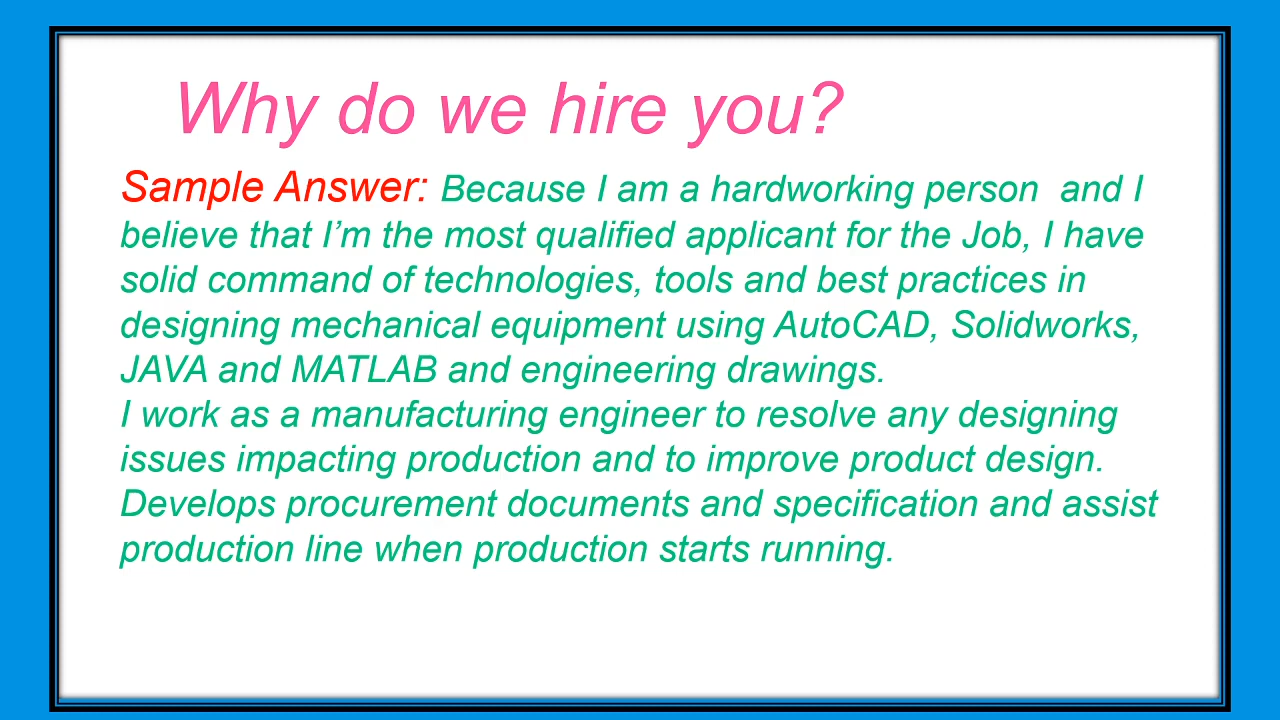 Why do we hire you?
Sample Answer: Because I am a hardworking person  and I
believe that I’m the most qualified applicant for the Job, I have
solid command of technologies, tools and best practices in
designing mechanical equipment using AutoCAD, Solidworks,
JAVA and MATLAB and engineering drawings.
I work as a manufacturing engineer to resolve any designing
issues impacting production and to improve product design.
Develops procurement documents and specification and assist
production line when production starts running.